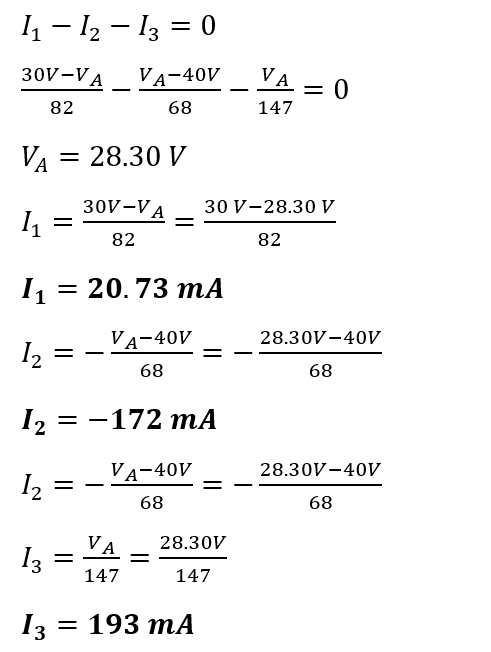 I₁ − I₂ − I₃ = 0
(30V−V_A)/82 − (V_A−40V)/68 − V_A/147 = 0
V_A = 28.30 V
I₁ = (30V−V_A)/82 = (30 V−28.30 V)/82
I₁ = 20.73 mA
I₂ = −(V_A−40V)/68 = −(28.30V−40V)/68
I₂ = −172 mA
I₂ = −(V_A−40V)/68 = −(28.30V−40V)/68
I₃ = V_A/147 = 28.30V/147
I₃ = 193 mA